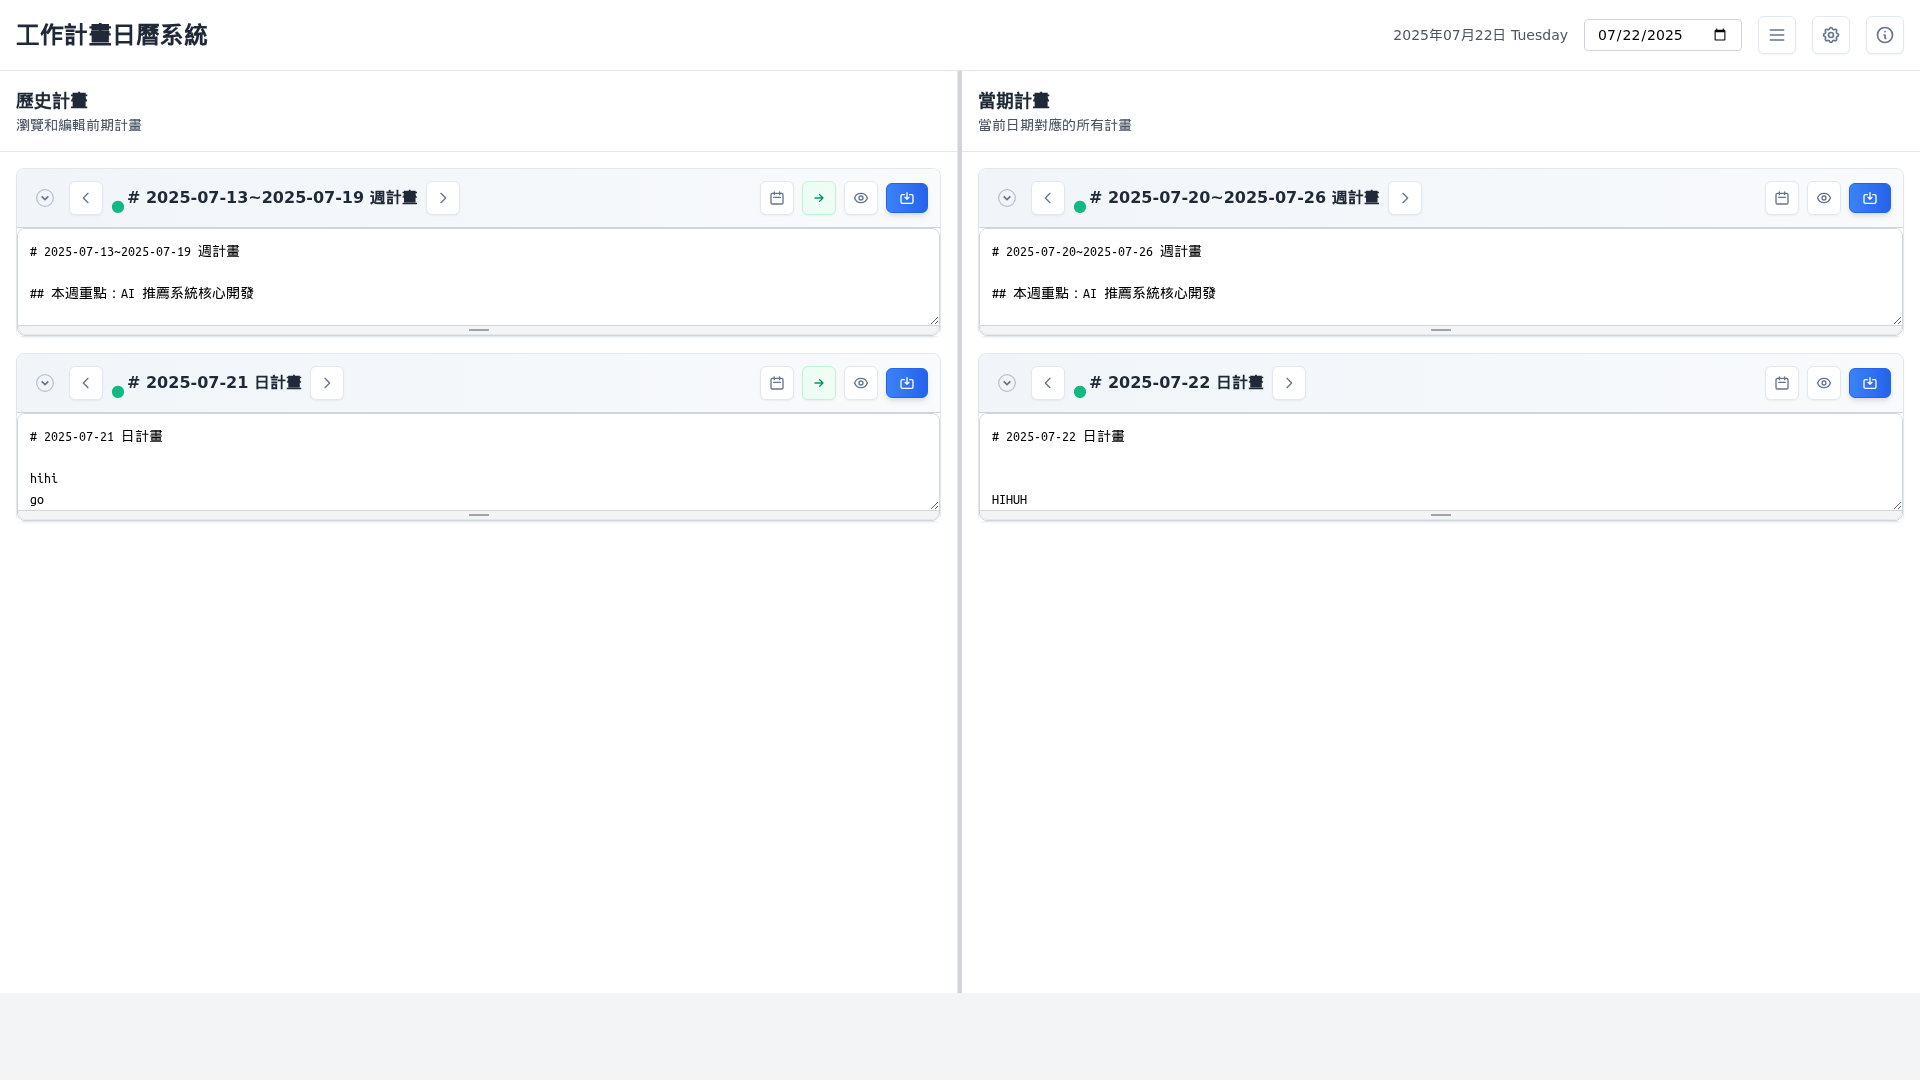 工作計畫日曆系統
2025年07月22日 Tuesday
07/22/2025
歷史計畫
瀏覽和編輯前期計畫
# 2025-07-13~2025-07-19 週計畫
# 2025-07-13~2025-07-19 週計畫
## 本週重點：AI 推薦系統核心開發
# 2025-07-21 日計畫
# 2025-07-21 日計畫
hihi
go
當期計畫
當前日期對應的所有計畫
# 2025-07-20~2025-07-26 週計畫
# 2025-07-20~2025-07-26 週計畫
## 本週重點：AI 推薦系統核心開發
# 2025-07-22 日計畫
# 2025-07-22 日計畫
HIHUH